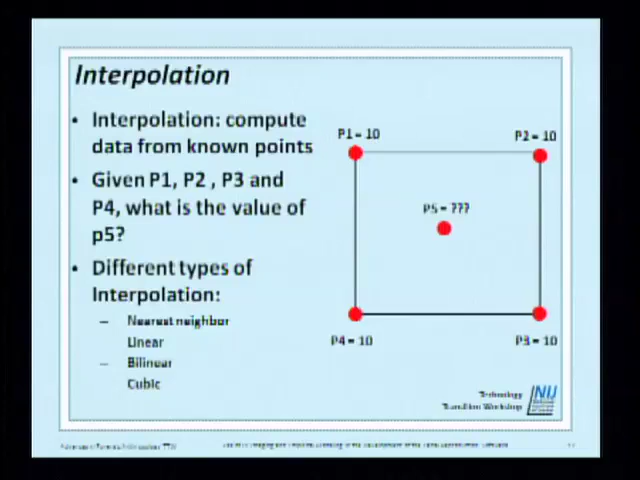 Interpolation
• Interpolation: compute
data from known points
• Given P1, P2 , P3 and
P4, what is the value of
p5?
• Different types of
Interpolation:
– Nearest neighbor
Linear
– Bilinear
Cubic
P1 = 10
P2 = 10
P5 = ???
P4 = 10
P3 = 10
Technology
Transition Workshop
NIJ